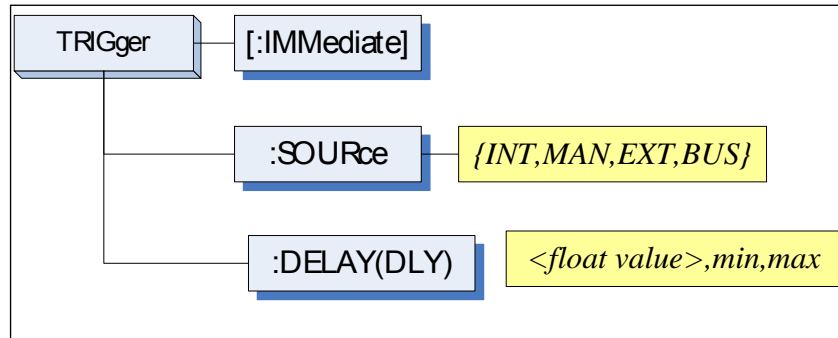 TRIGger
[:IMMediate]
:SOURce
{INT,MAN,EXT,BUS}
:DELAY(DLY)
<float value>,min,max